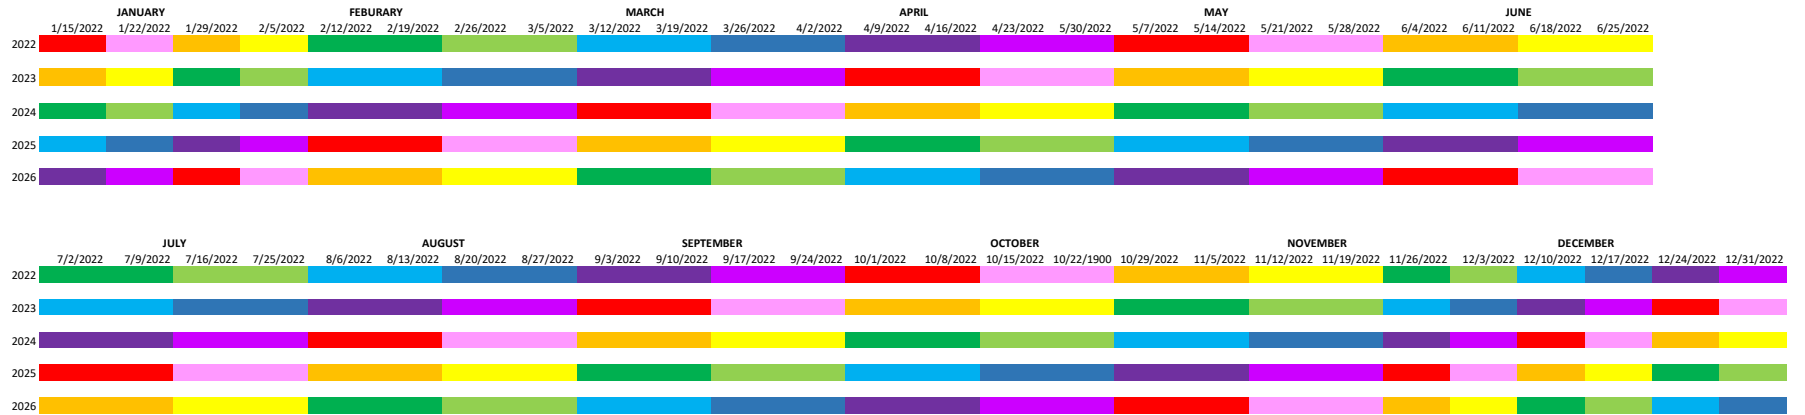 JANUARY FEBURARY MARCH APRIL MAY JUNE
1/15/2022 1/22/2022 1/29/2022 2/5/2022 2/12/2022 2/19/2022 2/26/2022 3/5/2022 3/12/2022 3/19/2022 3/26/2022 4/2/2022 4/9/2022 4/16/2022 4/23/2022 5/30/2022 5/7/2022 5/14/2022 5/21/2022 5/28/2022 6/4/2022 6/11/2022 6/18/2022 6/25/2022
2022
2023
2024
2025
2026
JULY AUGUST SEPTEMBER OCTOBER NOVEMBER DECEMBER
7/2/2022 7/9/2022 7/16/2022 7/25/2022 8/6/2022 8/13/2022 8/20/2022 8/27/2022 9/3/2022 9/10/2022 9/17/2022 9/24/2022 10/1/2022 10/8/2022 10/15/2022 10/22/1900 10/29/2022 11/5/2022 11/12/2022 11/19/2022 11/26/2022 12/3/2022 12/10/2022 12/17/2022 12/24/2022 12/31/2022
2022
2023
2024
2025
2026